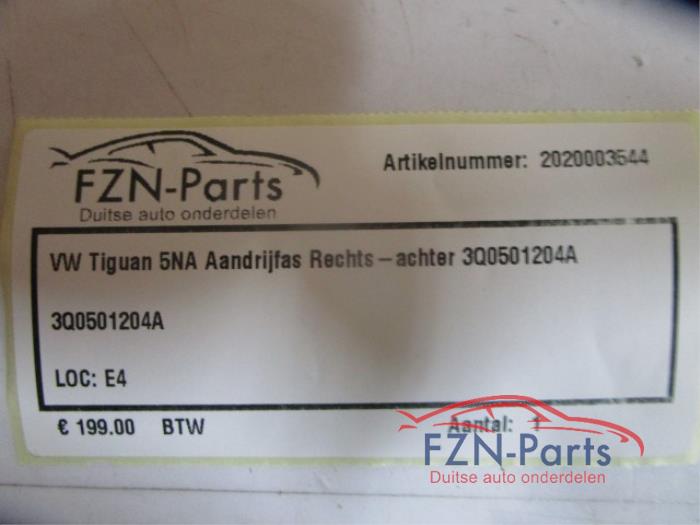 FZN-Parts
Duitse auto onderdelen
Artikelnummer: 2020003544
VW Tiguan 5NA Aandrijfas Rechts-achter 3Q0501204A
3Q0501204A
LOC: E4
€ 199.00 BTW
Aantal: 1
FZN-Parts
Duitse auto onderdelen